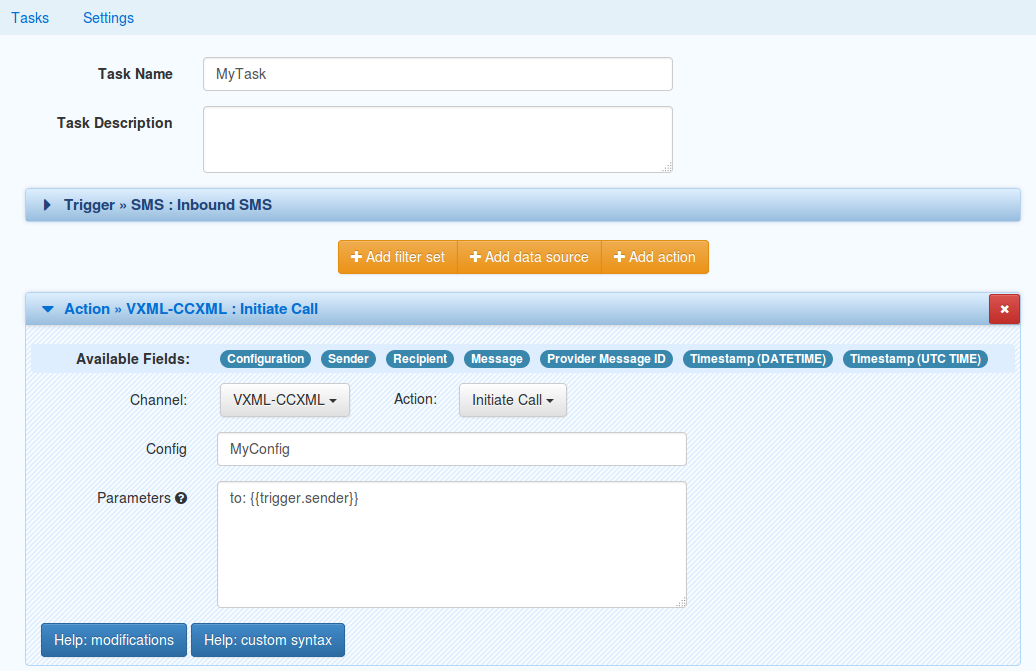 Tasks Settings
Task Name MyTask
Task Description
Trigger » SMS : Inbound SMS
Add filter set Add data source Add action
Action » VXML-CCXML : Initiate Call
Available Fields: Configuration Sender Recipient Message Provider Message ID Timestamp (DATETIME) Timestamp (UTC TIME)
Channel: VXML-CCXML Action: Initiate Call
Config MyConfig
Parameters to: {{trigger.sender}}
Help: modifications Help: custom syntax